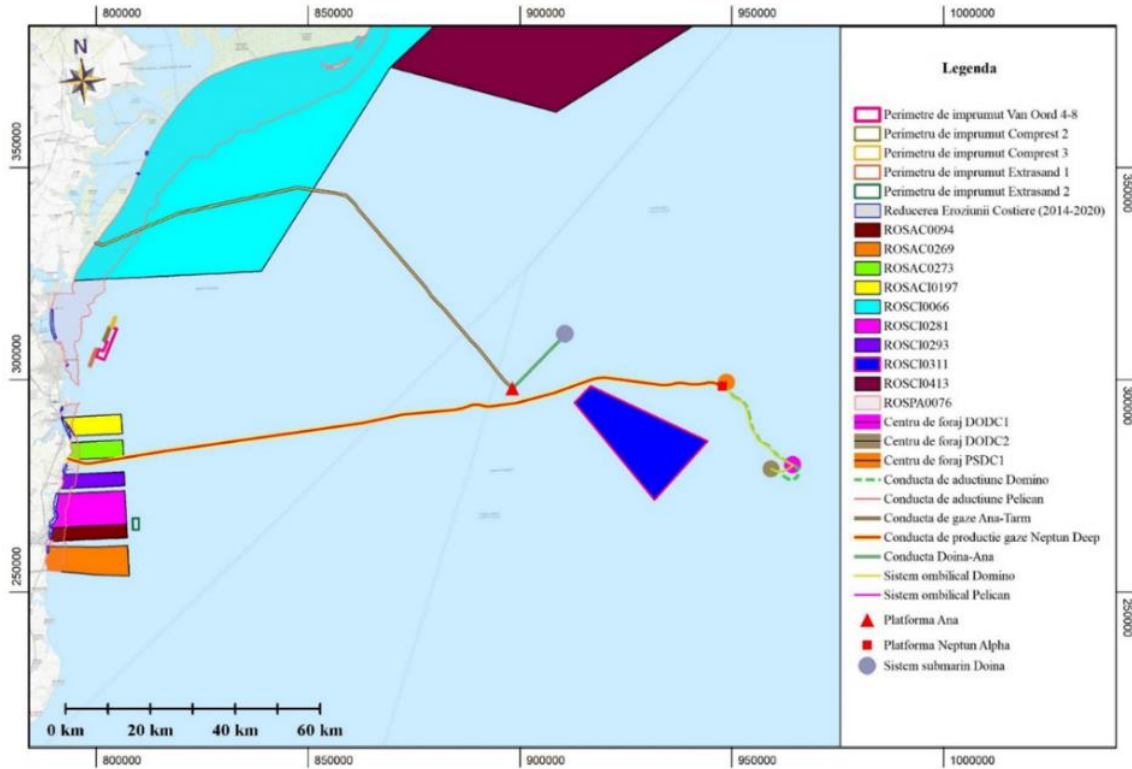 800000 850000 900000 950000 1000000
N
350000
300000
250000
Legenda
Perimetre de imprumut Van Oord 4-8
Perimetru de imprumut Comprest 2
Perimetru de imprumut Comprest 3
Perimetru de imprumut Extrasand 1
Perimetru de imprumut Extrasand 2
Reducerea Eroziunii Costiere (2014-2020)
ROSAC0094
ROSAC0269
ROSAC0273
ROSACI0197
ROSCI0066
ROSCI0281
ROSCI0293
ROSCI0311
ROSCI0413
ROSPA0076
Centru de foraj DODC1
Centru de foraj DODC2
Centru de foraj PSDC1
Conducta de aductiune Domino
Conducta de aductiune Pelican
Conducta de gaze Ana-Tarm
Conducta de productie gaze Neptun Deep
Conducta Doina-Ana
Sistem ombilical Domino
Sistem ombilical Pelican
Platforma Ana
Platforma Neptun Alpha
Sistem submarin Doina
350000
300000
250000
0 km 20 km 40 km 60 km
800000 850000 900000 950000 1000000